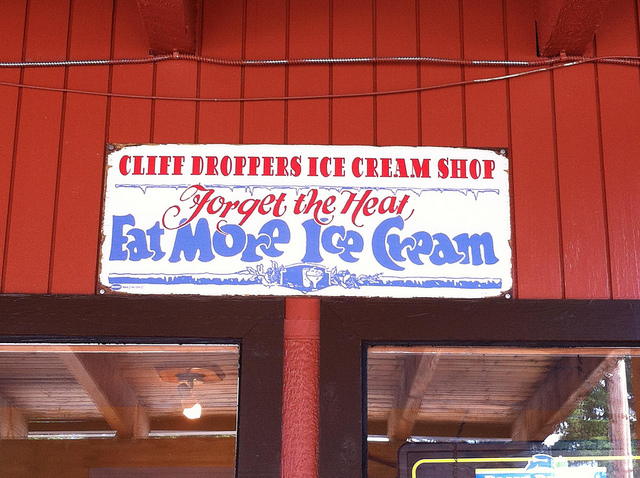 CLIFF DROPPERS ICE CREAM SHOP
Forget the Heat,
Eat More Ice Cream